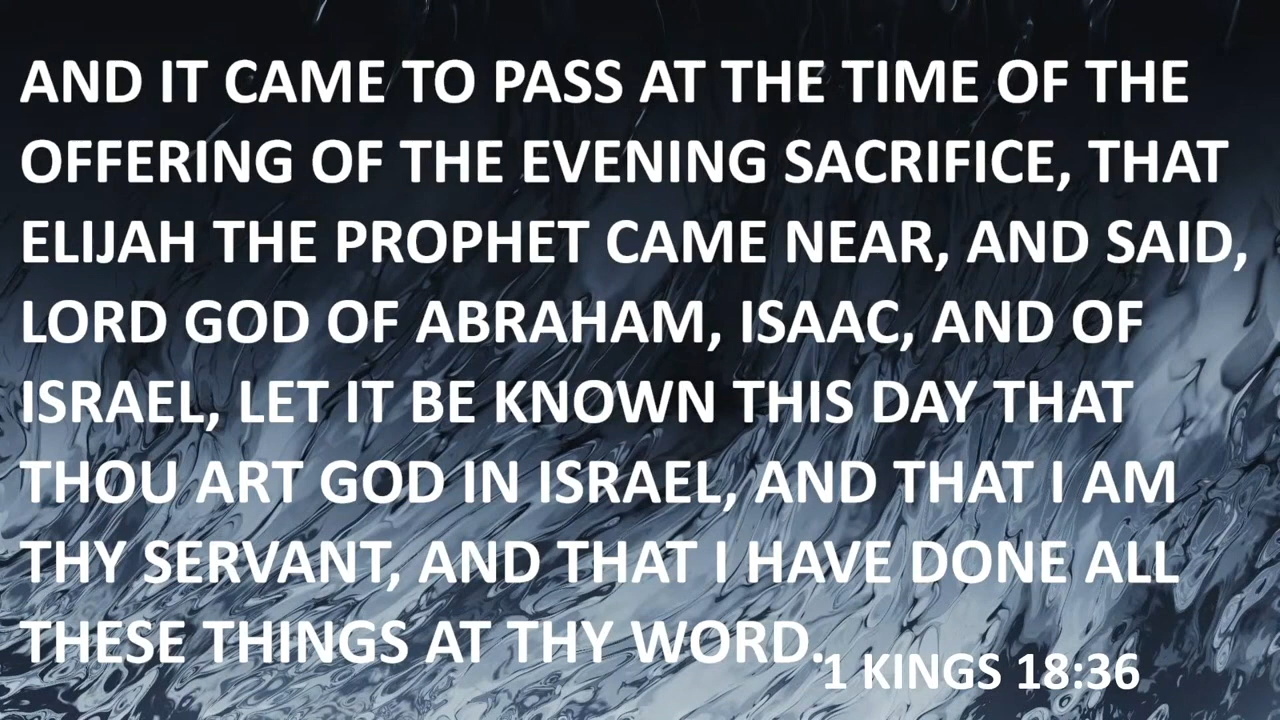 AND IT CAME TO PASS AT THE TIME OF THE
OFFERING OF THE EVENING SACRIFICE, THAT
ELIJAH THE PROPHET CAME NEAR, AND SAID,
LORD GOD OF ABRAHAM, ISAAC, AND OF
ISRAEL, LET IT BE KNOWN THIS DAY THAT
THOU ART GOD IN ISRAEL, AND THAT I AM
THY SERVANT, AND THAT I HAVE DONE ALL
THESE THINGS AT THY WORD.
1 KINGS 18:36